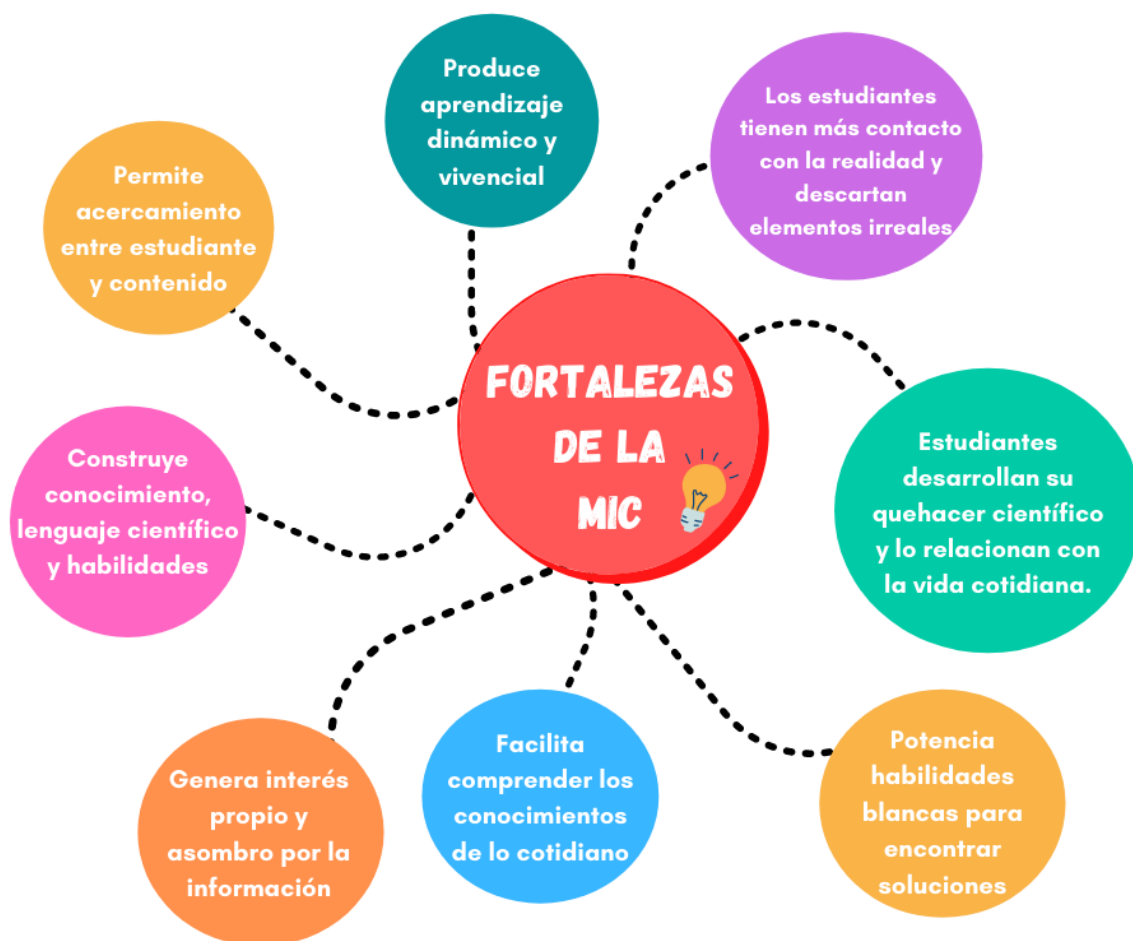 FORTALEZAS
DE LA
MIC
Produce
aprendizaje
dinámico y
vivencial
Los estudiantes
tienen más contacto
con la realidad y
descartan
elementos irreales
Estudiantes
desarrollan su
quehacer científico
y lo relacionan con
la vida cotidiana.
Potencia
habilidades
blancas para
encontrar
soluciones
Facilita
comprender los
conocimientos
de lo cotidiano
Genera interés
propio y
asombro por la
información
Construye
conocimiento,
lenguaje científico
y habilidades
Permite
acercamiento
entre estudiante
y contenido